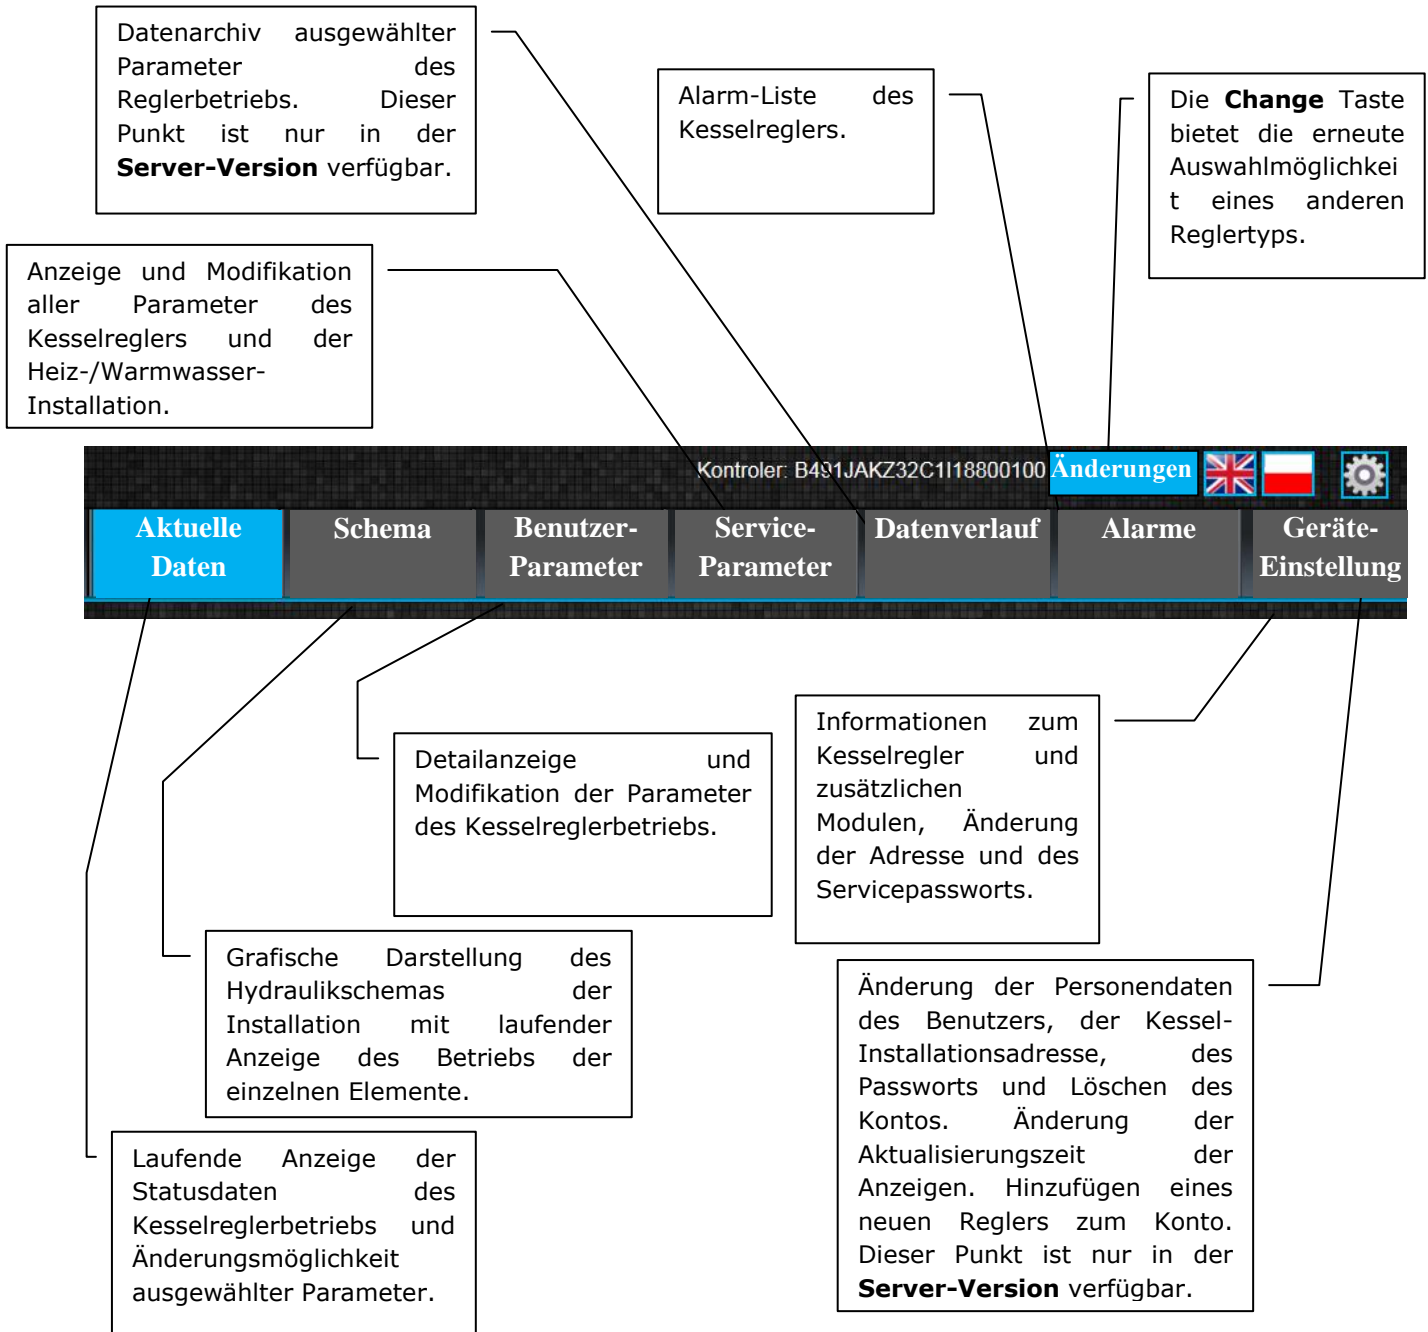 Datenarchiv ausgewählter
Parameter des
Reglerbetriebs. Dieser
Punkt ist nur in der
Server-Version verfügbar.
Alarm-Liste des
Kesselreglers.
Die Change Taste
bietet die erneute
Auswahlmöglichkei
t eines anderen
Reglertyps.
Anzeige und Modifikation
aller Parameter des
Kesselreglers und der
Heiz-/Warmwasser-
Installation.
Kontroler: B491JAKZ32C1I18800100 Änderungen
Aktuelle
Daten
Schema
Benutzer-
Parameter
Service-
Parameter
Datenverlauf
Alarme
Geräte-
Einstellung
Informationen zum
Kesselregler und
zusätzlichen
Modulen, Änderung
der Adresse und des
Servicepassworts.
Detailanzeige und
Modifikation der Parameter
des Kesselreglerbetriebs.
Grafische Darstellung des
Hydraulikschemas der
Installation mit laufender
Anzeige des Betriebs der
einzelnen Elemente.
Änderung der Personendaten
des Benutzers, der Kessel-
Installationsadresse, des
Passworts und Löschen des
Kontos. Änderung der
Aktualisierungszeit der
Anzeigen. Hinzufügen eines
neuen Reglers zum Konto.
Dieser Punkt ist nur in der
Server-Version verfügbar.
Laufende Anzeige der
Statusdaten des
Kesselreglerbetriebs und
Änderungsmöglichkeit
ausgewählter Parameter.